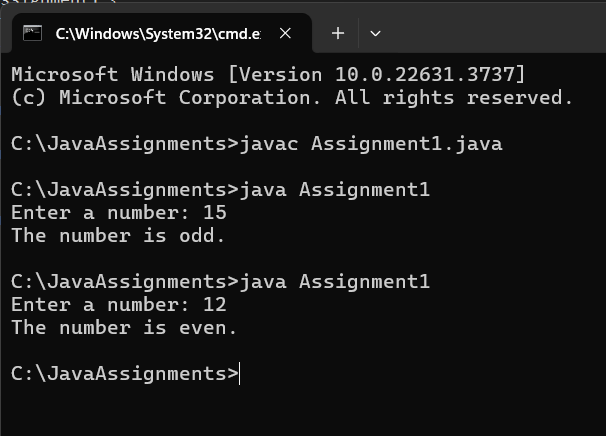 C:\Windows\System32\cmd.e:
Microsoft Windows [Version 10.0.22631.3737]
(c) Microsoft Corporation. All rights reserved.
C:\JavaAssignments>javac Assignment1.java
C:\JavaAssignments>java Assignment1
Enter a number: 15
The number is odd.
C:\JavaAssignments>java Assignment1
Enter a number: 12
The number is even.
C:\JavaAssignments>